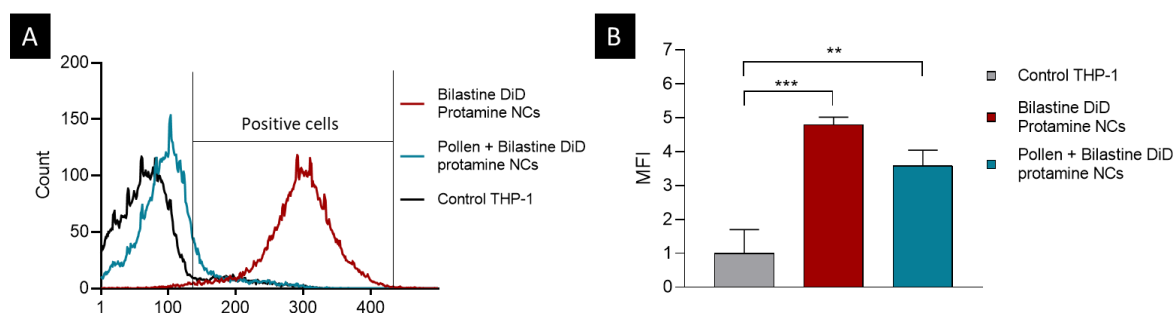 A
200
150
100
50
0
Count
1
100
200
300
400
Positive cells
Bilastine DiD
Protamine NCs
Pollen + Bilastine DiD
protamine NCs
Control THP-1
B
7
6
5
4
3
2
1
0
MFI
**
***
Control THP-1
Bilastine DiD
Protamine NCs
Pollen + Bilastine DiD
protamine NCs